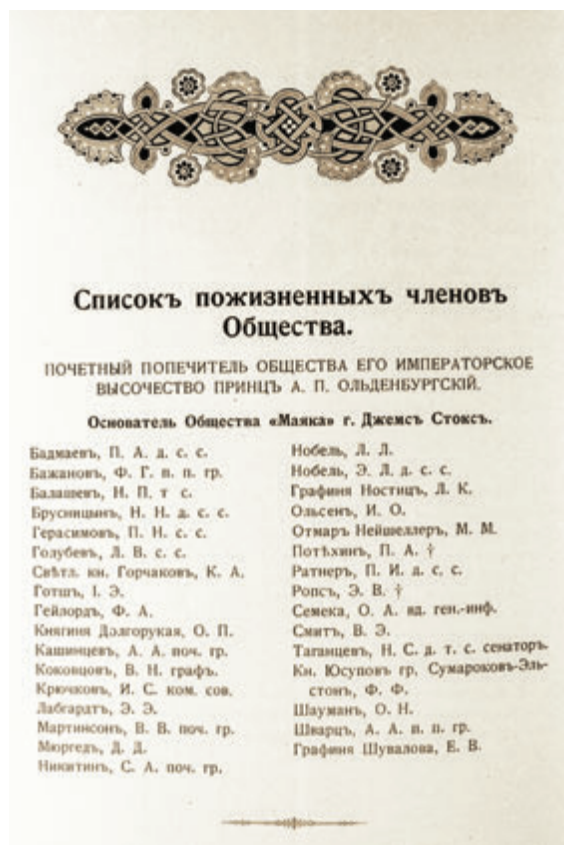 Списокъ пожизненныхъ членовъ
Общества.
ПОЧЕТНЫЙ ПОПЕЧИТЕЛЬ ОБЩЕСТВА ЕГО ИМПЕРАТОРСКОЕ
ВЫСОЧЕСТВО ПРИНЦЪ А. П. ОЛЬДЕНБУРГСКІЙ.
Основатель Общества «Маяка» г. Джемсъ Стоксъ.
Бадмаевъ, П. А. д. с. с.
Бажановъ, Ф. Г. п. п. гр.
Балашевъ, Н. П. т с.
Брусницынъ, Н. Н. д. с. с.
Герасимовъ, П. Н. с. с.
Голубевъ, Л. В. с. с.
Свѣтл. кн. Горчаковъ, К. А.
Готшъ, І. Э.
Гейлордъ, Ф. А.
Княгиня Долгорукая, О. П.
Кашинцевъ, А. А. поч. гр.
Коковцовъ, В. Н. графъ.
Крючковъ, И. С. ком. сов.
Лабгардтъ, Э. Э.
Мартинсонъ, В. В. поч. гр.
Мюргедъ, Д. Д.
Никитинъ, С. А. поч. гр.
Нобель, Л. Л.
Нобель, Э. Л. д. с. с.
Графиня Ностицъ, Л. К.
Ольсенъ, И. О.
Отмаръ Нейшеллеръ, М. М.
Потѣхинъ, П. А. †
Ратнеръ, П. И. д. с. с.
Ропсъ, Э. В. †
Семека, О. А. вд. ген.-инф.
Смитъ, В. Э.
Таганцевъ, Н. С. д. т. с. сенаторъ.
Кн. Юсуповъ гр. Сумароковъ-Эль-
стонъ, Ф. Ф.
Шауманъ, О. Н.
Шварцъ, А. А. п. п. гр.
Графиня Шувалова, Е. В.